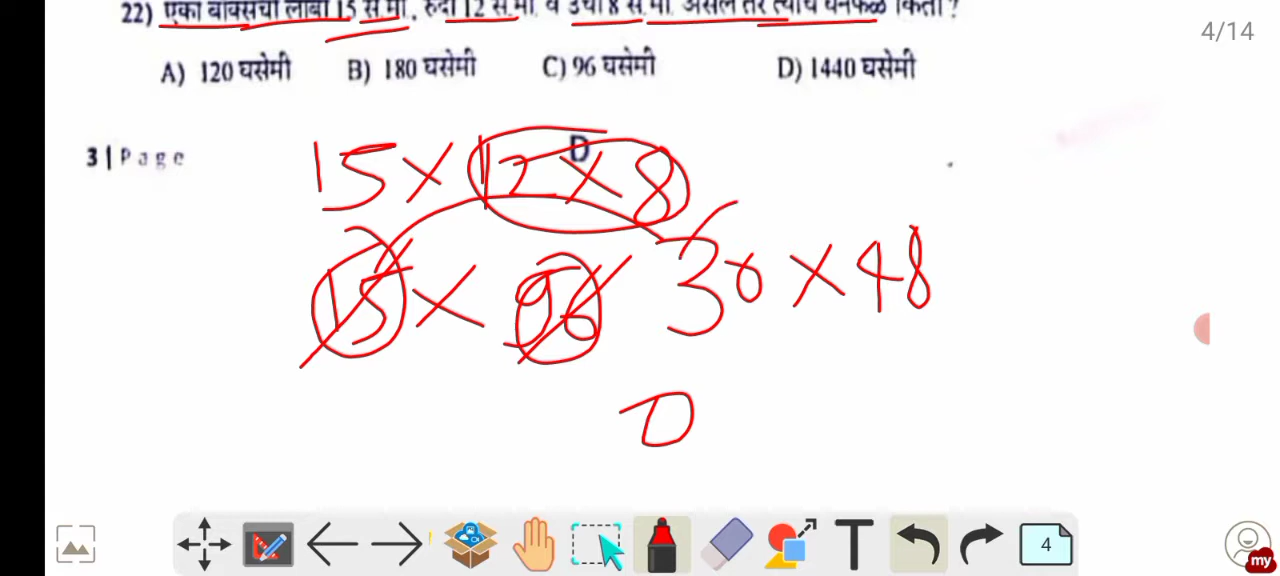 22) एका बॉक्सची लांबी 15 से.मी., रुंदी 12 से.मी. व उंची 8 से.मी. असेल तर त्याचे घनफळ किती?
4/14
A) 120 घसेमी B) 180 घसेमी C) 96 घसेमी D) 1440 घसेमी
3 | Page
D
15 × 12 × 8
15 × 96 30 × 48
D
T
4
my